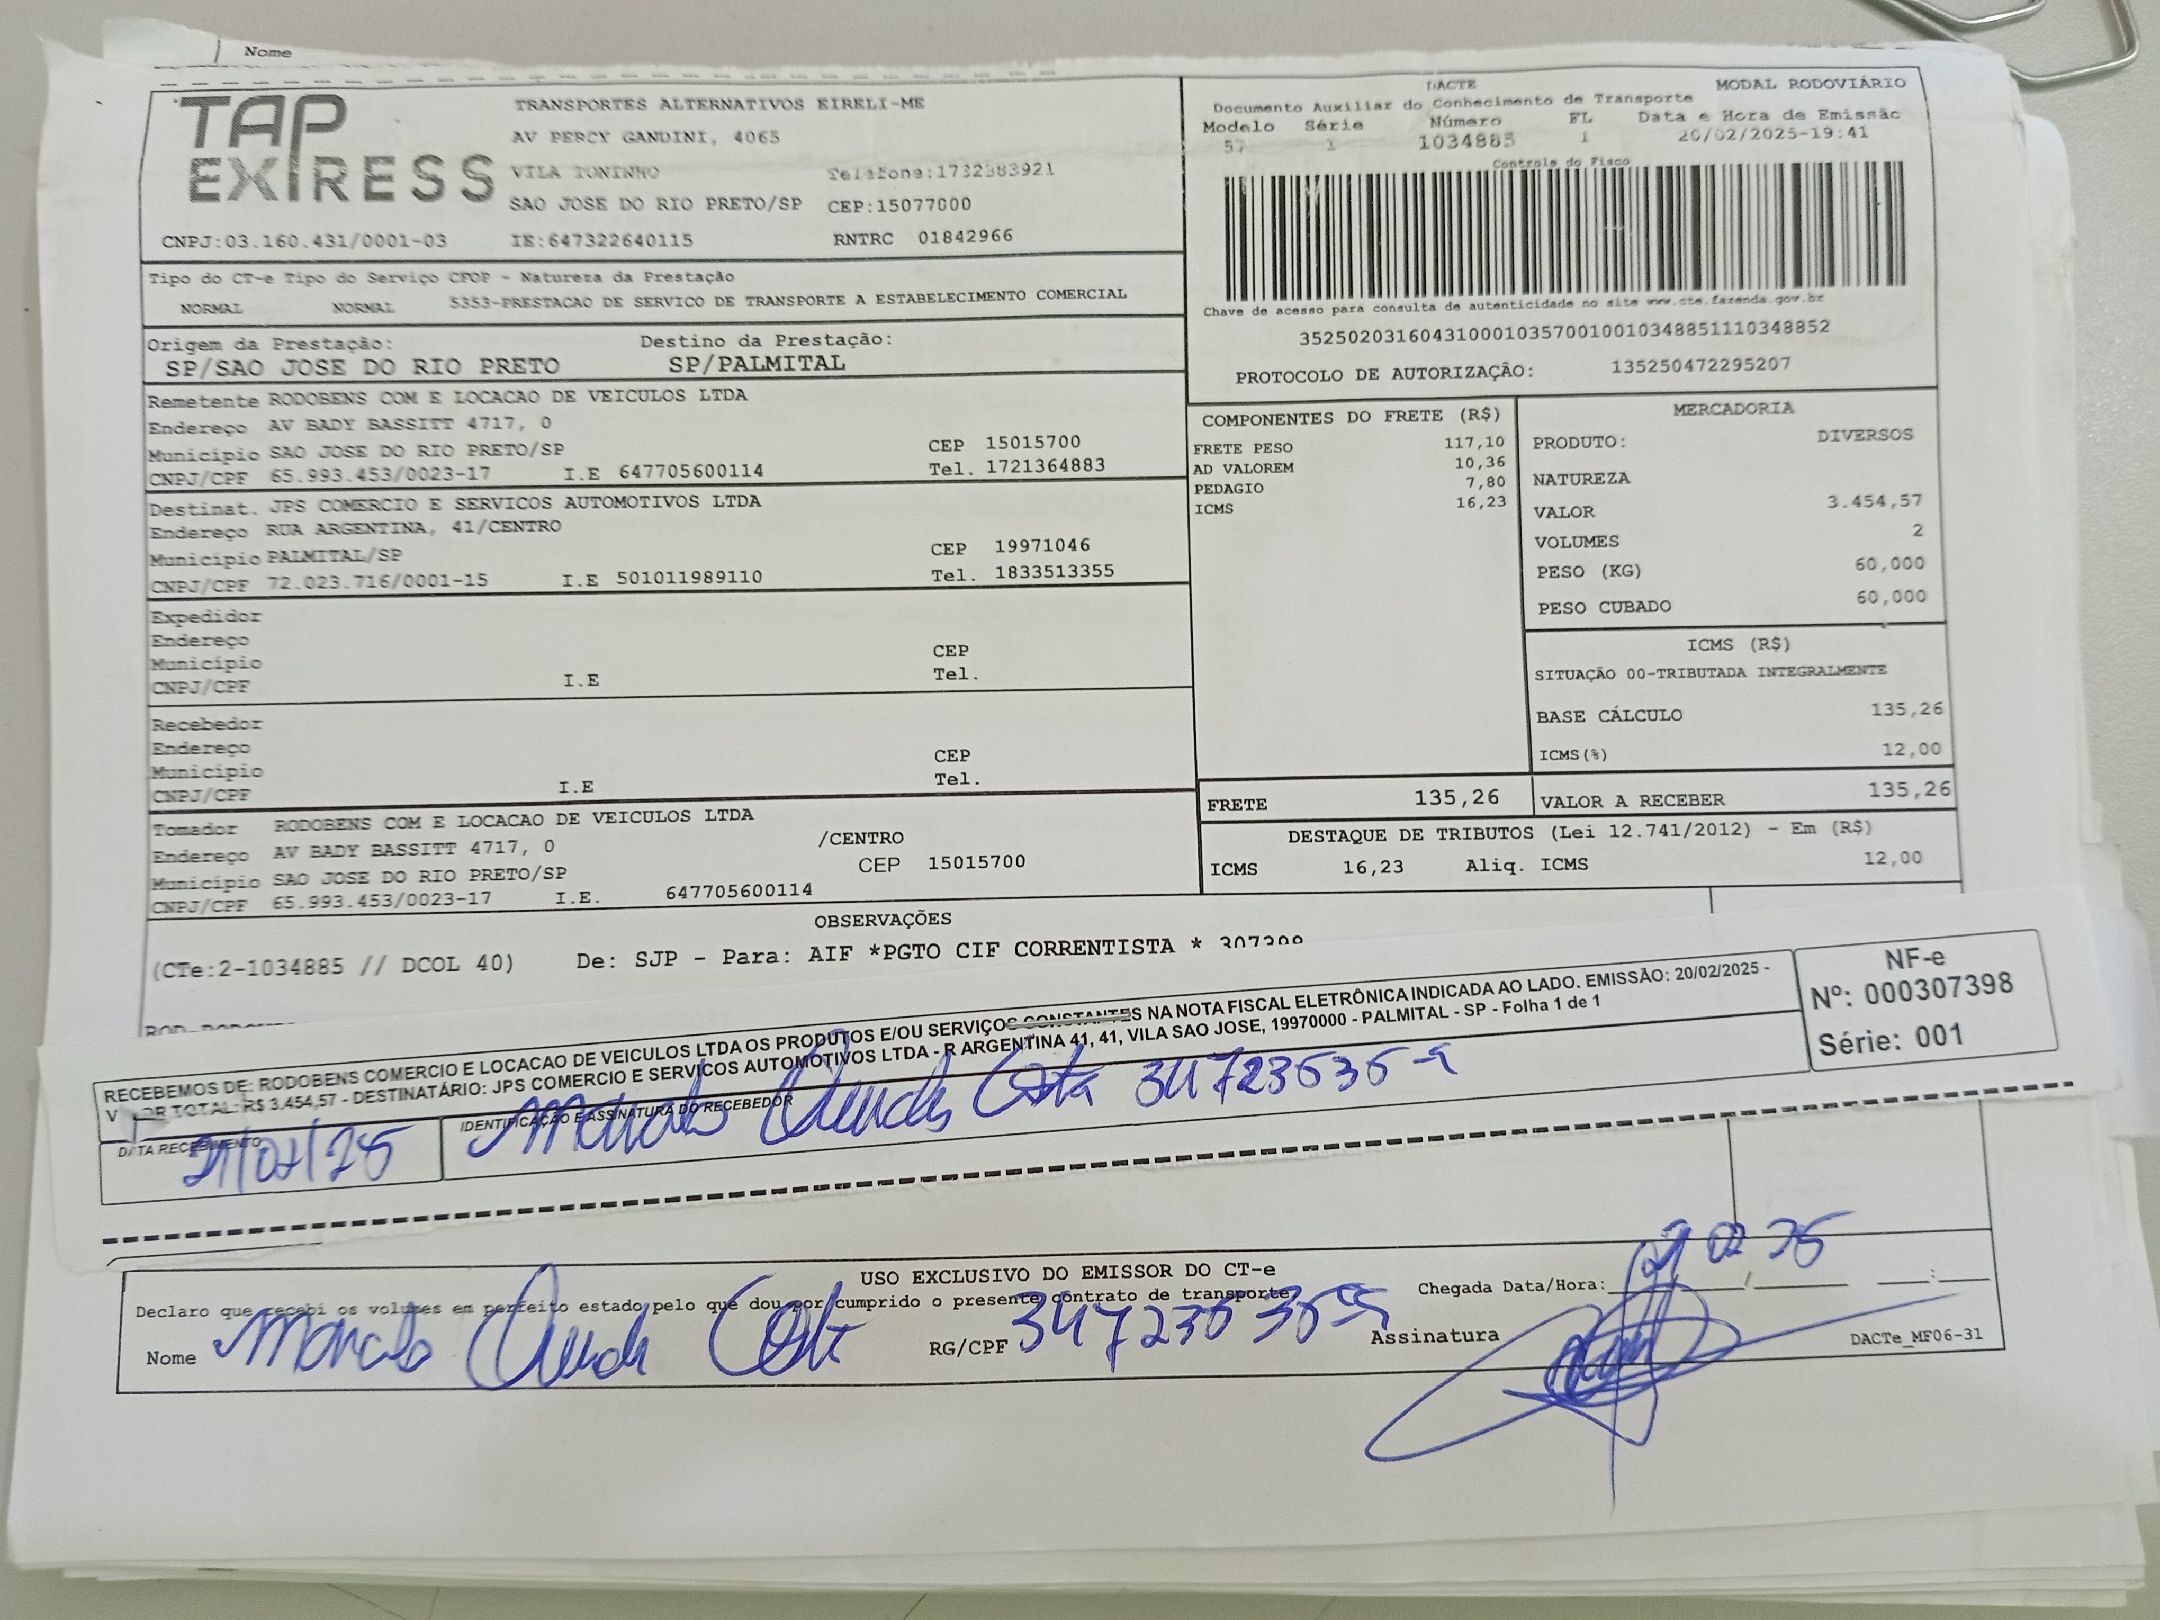 Nome
TAP EXPRESS
TRANSPORTES ALTERNATIVOS EIRELI-ME
AV PERCY GANDINI, 4065
VILA TONINHO Telefone:1732383921
SAO JOSE DO RIO PRETO/SP CEP:15077000
CNPJ:03.160.431/0001-03 IE:647322640115 RNTRC 01842966
DACTE MODAL RODOVIÁRIO
Documento Auxiliar do Conhecimento de Transporte
Modelo Série Número FL Data e Hora de Emissão
57 1 1034885 1 20/02/2025-19:41
Controle do Fisco
Chave de acesso para consulta de autenticidade no site www.cte.fazenda.gov.br
35250203160431000103570010010348851110348852
PROTOCOLO DE AUTORIZAÇÃO: 135250472295207
Tipo do CT-e Tipo do Serviço CFOP - Natureza da Prestação
NORMAL NORMAL 5353-PRESTACAO DE SERVICO DE TRANSPORTE A ESTABELECIMENTO COMERCIAL
Origem da Prestação: Destino da Prestação:
SP/SAO JOSE DO RIO PRETO SP/PALMITAL
Remetente RODOBENS COM E LOCACAO DE VEICULOS LTDA
Endereço AV BADY BASSITT 4717, 0
Município SAO JOSE DO RIO PRETO/SP CEP 15015700
CNPJ/CPF 65.993.453/0023-17 I.E 647705600114 Tel. 1721364883
Destinat. JPS COMERCIO E SERVICOS AUTOMOTIVOS LTDA
Endereço RUA ARGENTINA, 41/CENTRO
Município PALMITAL/SP CEP 19971046
CNPJ/CPF 72.023.716/0001-15 I.E 501011989110 Tel. 1833513355
Expedidor
Endereço
Município CEP
CNPJ/CPF I.E Tel.
Recebedor
Endereço
Município CEP
CNPJ/CPF I.E Tel.
Tomador RODOBENS COM E LOCACAO DE VEICULOS LTDA
Endereço AV BADY BASSITT 4717, 0 /CENTRO
Município SAO JOSE DO RIO PRETO/SP CEP 15015700
CNPJ/CPF 65.993.453/0023-17 I.E. 647705600114
COMPONENTES DO FRETE (R$)
FRETE PESO 117,10
AD VALOREM 10,36
PEDAGIO 7,80
ICMS 16,23
MERCADORIA
PRODUTO: DIVERSOS
NATUREZA
VALOR 3.454,57
VOLUMES 2
PESO (KG) 60,000
PESO CUBADO 60,000
ICMS (R$)
SITUAÇÃO 00-TRIBUTADA INTEGRALMENTE
BASE CÁLCULO 135,26
ICMS(%) 12,00
FRETE 135,26 VALOR A RECEBER 135,26
DESTAQUE DE TRIBUTOS (Lei 12.741/2012) - Em (R$)
ICMS 16,23 Aliq. ICMS 12,00
OBSERVAÇÕES
(CTe:2-1034885 // DCOL 40) De: SJP - Para: AIF *PGTO CIF CORRENTISTA * 307398
RECEBEMOS DE: RODOBENS COMERCIO E LOCACAO DE VEICULOS LTDA OS PRODUTOS E/OU SERVIÇOS CONSTANTES NA NOTA FISCAL ELETRÔNICA INDICADA AO LADO. EMISSÃO: 20/02/2025 -
TOTAL: R$ 3.454,57 - DESTINATÁRIO: JPS COMERCIO E SERVICOS AUTOMOTIVOS LTDA - R ARGENTINA 41, 41, VILA SAO JOSE, 19970000 - PALMITAL - SP - Folha 1 de 1
NF-e
Nº: 000307398
Série: 001
DATA RECEBIMENTO IDENTIFICAÇÃO E ASSINATURA DO RECEBEDOR
21/02/25 Costa
USO EXCLUSIVO DO EMISSOR DO CT-e
Declaro que recebi os volumes em perfeito estado pelo que dou por cumprido o presente contrato de transporte
Chegada Data/Hora: 21 02 25
Nome Costa RG/CPF Assinatura
DACTe_MF06-31